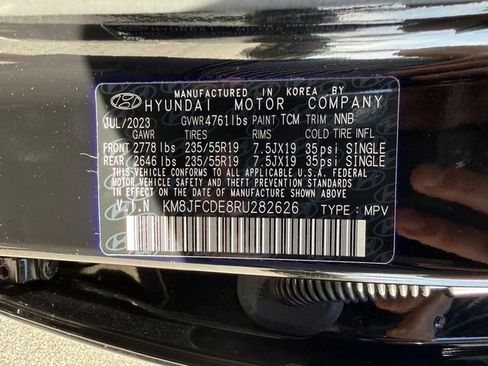 MANUFACTURED IN KOREA BY
HYUNDAI MOTOR COMPANY
JUL/2023 GVWR4761lbs PAINT TCM TRIM NNB
GAWR TIRES RIMS COLD TIRE INFL
FRONT 2778lbs 235/55R19 7.5JX19 35psi SINGLE
REAR 2646lbs 235/55R19 7.5JX19 35psi SINGLE
THIS VEHICLE CONFORMS TO ALL APPLICABLE U.S.A. FEDERAL
MOTOR VEHICLE SAFETY, BUMPER, AND THEFT PREVENTION
STANDARDS IN EFFECT ON THE DATE OF MANUFACTURE SHOWN ABOVE.
V.I.N KM8JFCDE8RU282626 TYPE : MPV